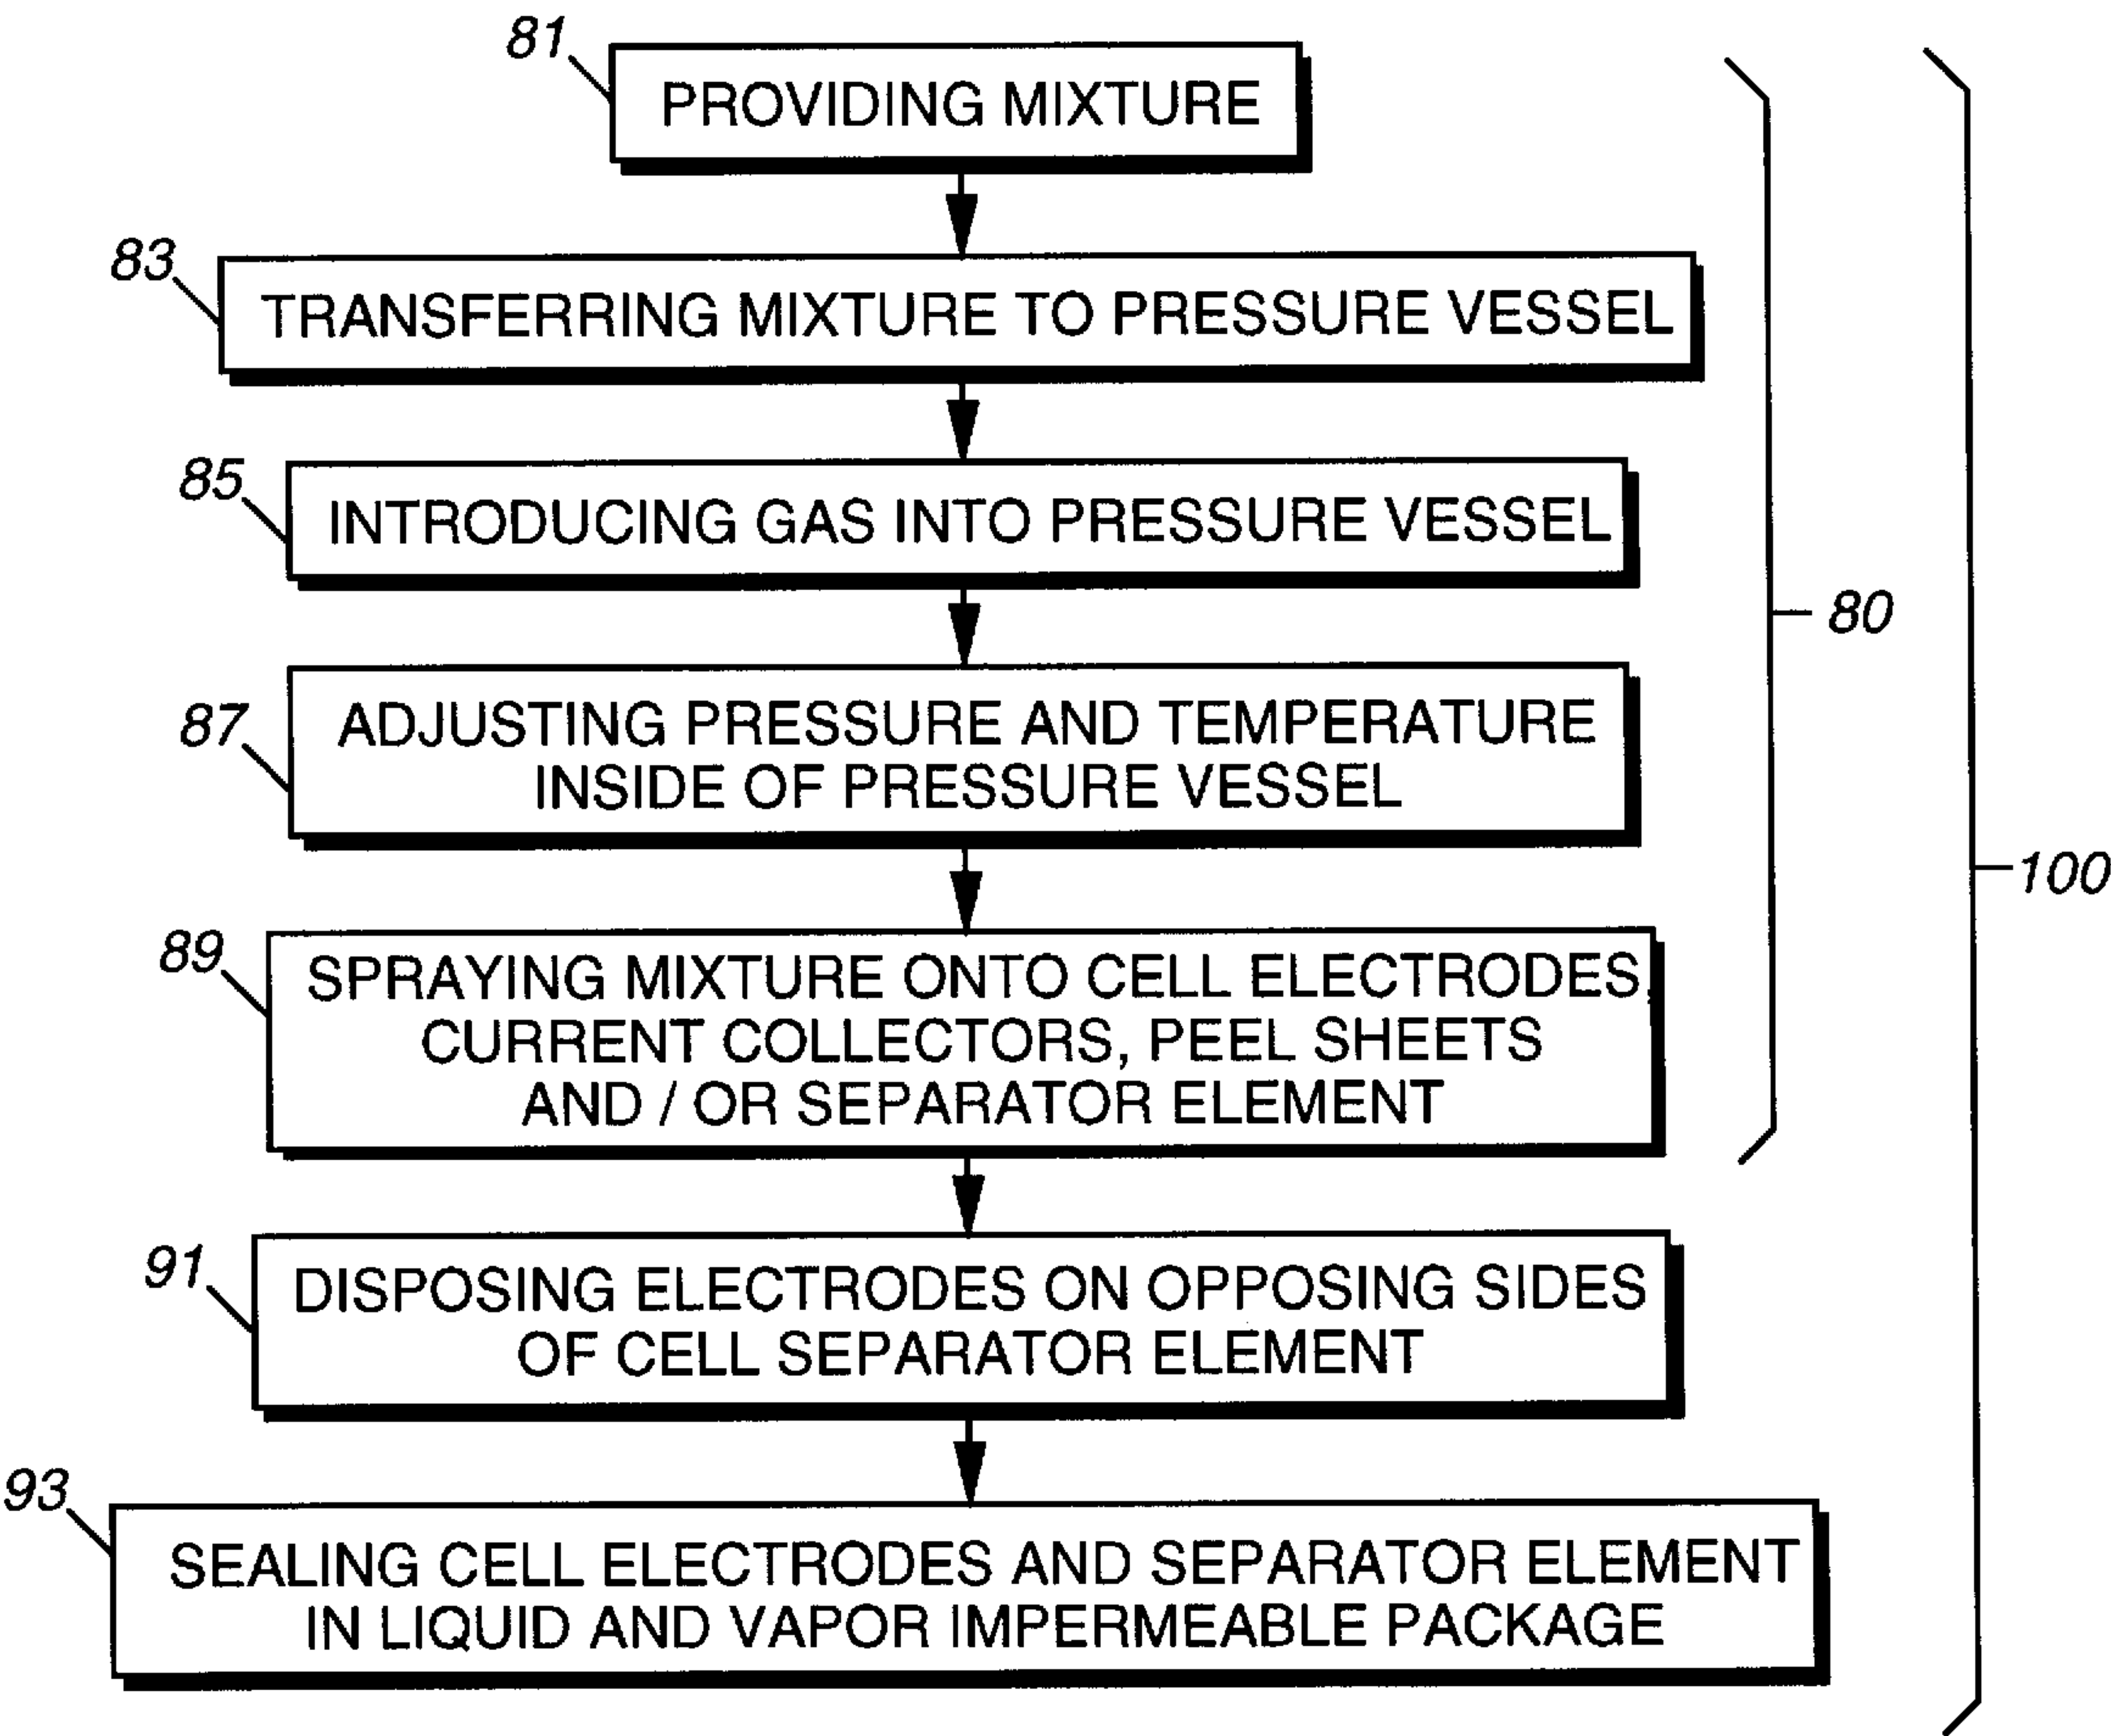 81
PROVIDING MIXTURE
83
TRANSFERRING MIXTURE TO PRESSURE VESSEL
85
INTRODUCING GAS INTO PRESSURE VESSEL
87
ADJUSTING PRESSURE AND TEMPERATURE
INSIDE OF PRESSURE VESSEL
80
100
89
SPRAYING MIXTURE ONTO CELL ELECTRODES,
CURRENT COLLECTORS, PEEL SHEETS
AND / OR SEPARATOR ELEMENT
91
DISPOSING ELECTRODES ON OPPOSING SIDES
OF CELL SEPARATOR ELEMENT
93
SEALING CELL ELECTRODES AND SEPARATOR ELEMENT
IN LIQUID AND VAPOR IMPERMEABLE PACKAGE